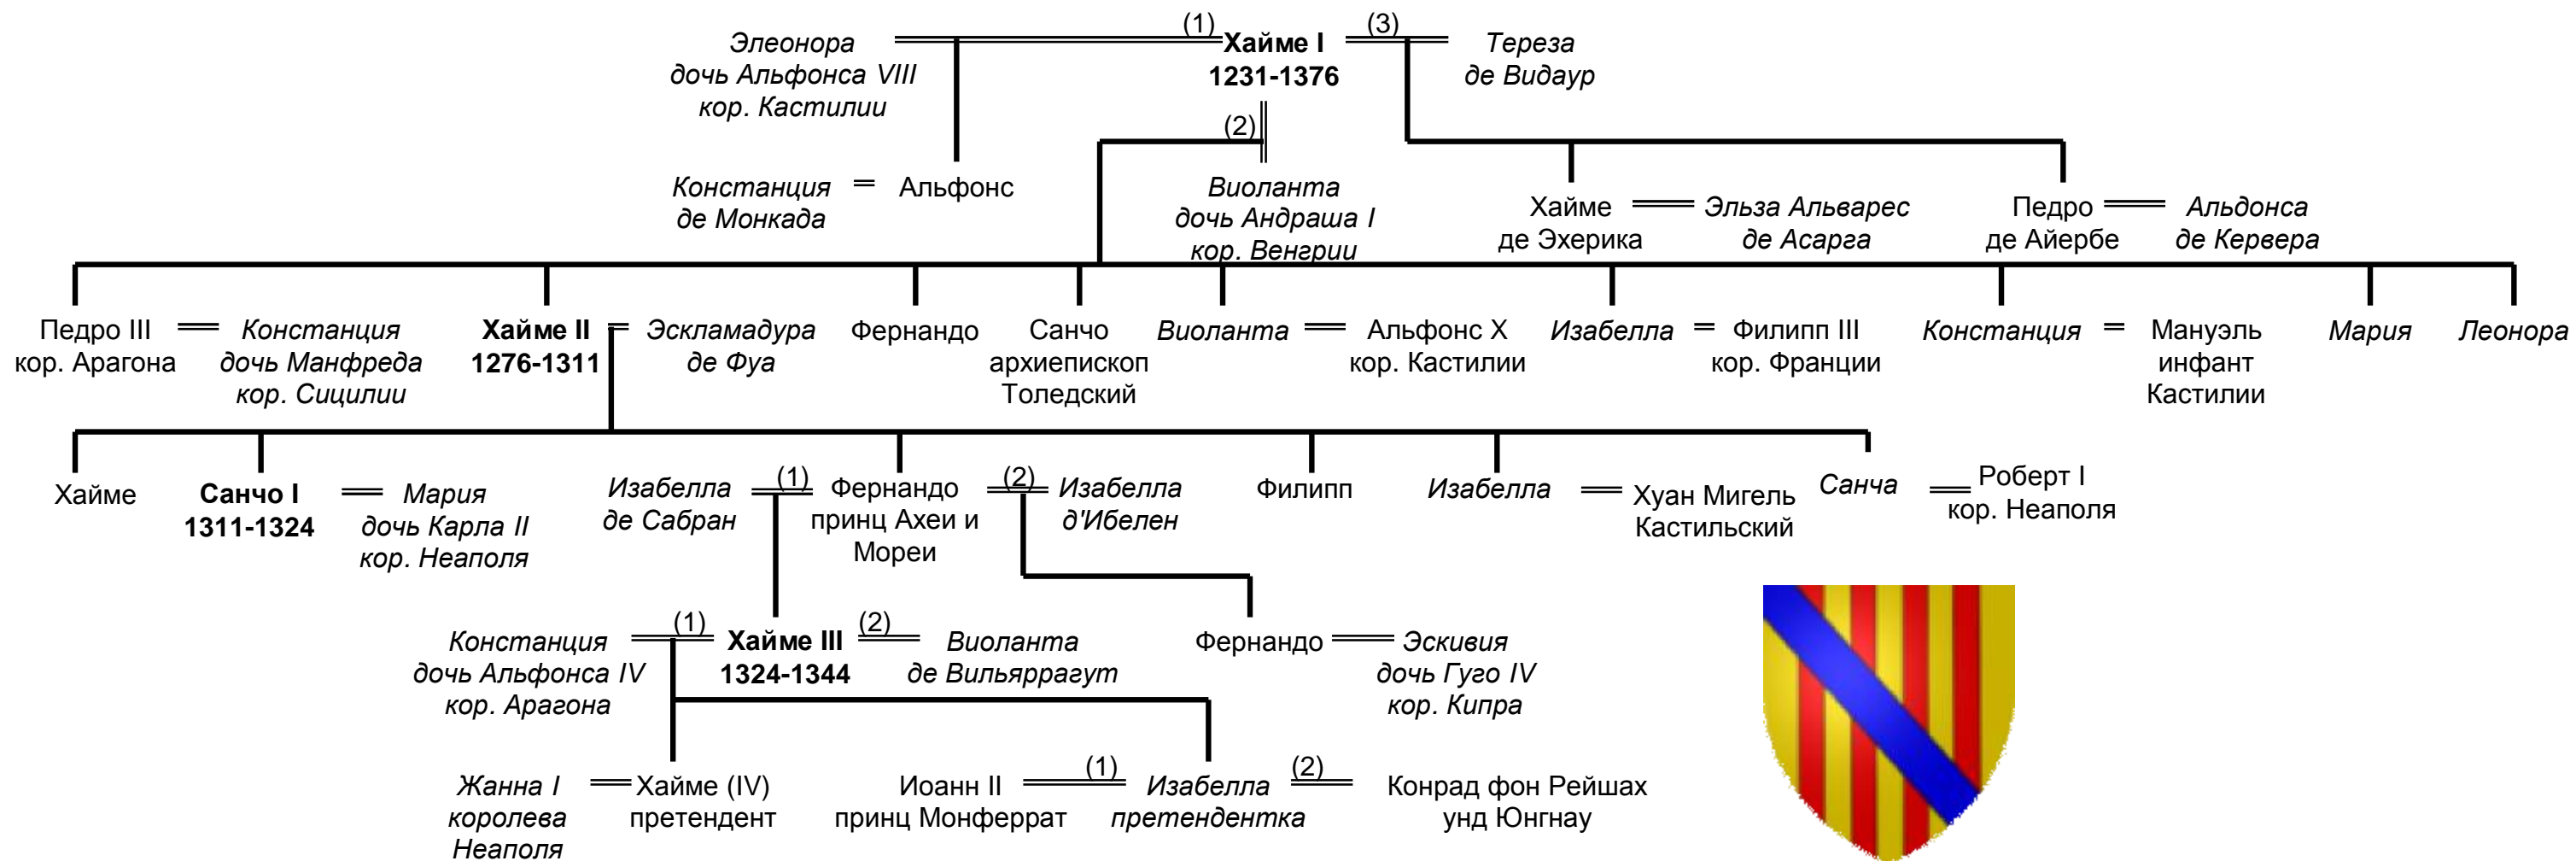 (1)
(3)
Элеонора
дочь Альфонса VIII
кор. Кастилии
Хайме I
1231-1376
Тереза
де Видаур
(2)
Констанция
де Монкада
Альфонс
Виоланта
дочь Андраша I
кор. Венгрии
Хайме
де Эхерика
Эльза Альварес
де Асарга
Педро
де Айербе
Альдонса
де Кервера
Педро III
кор. Арагона
Констанция
дочь Манфреда
кор. Сицилии
Хайме II
1276-1311
Эскламадура
де Фуа
Фернандо
Санчо
архиепископ
Толедский
Виоланта
Альфонс X
кор. Кастилии
Изабелла
Филипп III
кор. Франции
Констанция
Мануэль
инфант
Кастилии
Мария
Леонора
Хайме
Санчо I
1311-1324
Мария
дочь Карла II
кор. Неаполя
Изабелла
де Сабран
(1)
Фернандо
принц Ахеи и
Мореи
(2)
Изабелла
д'Ибелен
Филипп
Изабелла
Хуан Мигель
Кастильский
Санча
Роберт I
кор. Неаполя
Констанция
дочь Альфонса IV
кор. Арагона
(1)
Хайме III
1324-1344
(2)
Виоланта
де Вильяррагут
Фернандо
Эскивия
дочь Гуго IV
кор. Кипра
Жанна I
королева
Неаполя
Хайме (IV)
претендент
Иоанн II
принц Монферрат
(1)
Изабелла
претендентка
(2)
Конрад фон Рейшах
унд Юнгнау